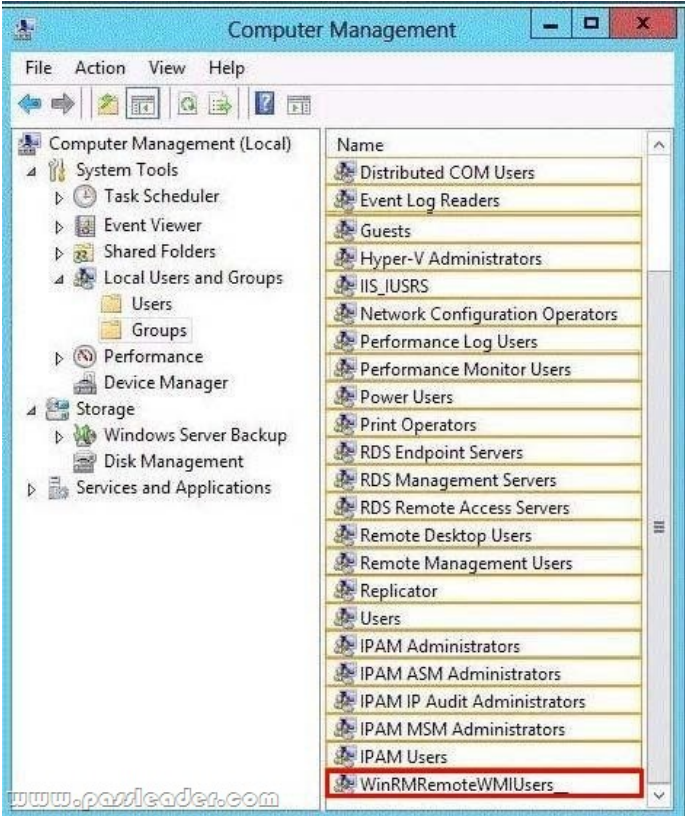 Computer Management
File Action View Help
Computer Management (Local)
System Tools
Task Scheduler
Event Viewer
Shared Folders
Local Users and Groups
Users
Groups
Performance
Device Manager
Storage
Windows Server Backup
Disk Management
Services and Applications
Name
Distributed COM Users
Event Log Readers
Guests
Hyper-V Administrators
IIS_IUSRS
Network Configuration Operators
Performance Log Users
Performance Monitor Users
Power Users
Print Operators
RDS Endpoint Servers
RDS Management Servers
RDS Remote Access Servers
Remote Desktop Users
Remote Management Users
Replicator
Users
IPAM Administrators
IPAM ASM Administrators
IPAM IP Audit Administrators
IPAM MSM Administrators
IPAM Users
WinRMRemoteWMIUsers__
www.passleader.com